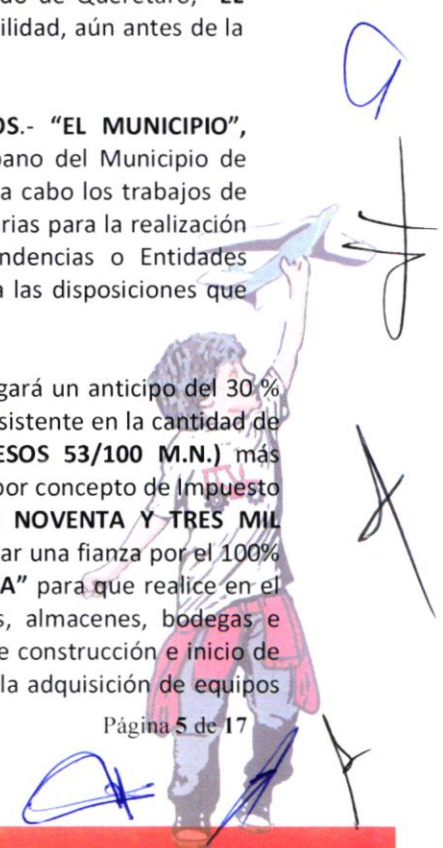 do de Querétaro, "EL
ilidad, aún antes de la
OS.- "EL MUNICIPIO",
bano del Municipio de
a cabo los trabajos de
arias para la realización
ndencias o Entidades
a las disposiciones que
egará un anticipo del 30 %
sistente en la cantidad de
ESOS 53/100 M.N.) más
por concepto de Impuesto
NOVENTA Y TRES MIL
ar una fianza por el 100%
A" para que realice en el
s, almacenes, bodegas e
e construcción e inicio de
la adquisición de equipos
Página 5 de 17